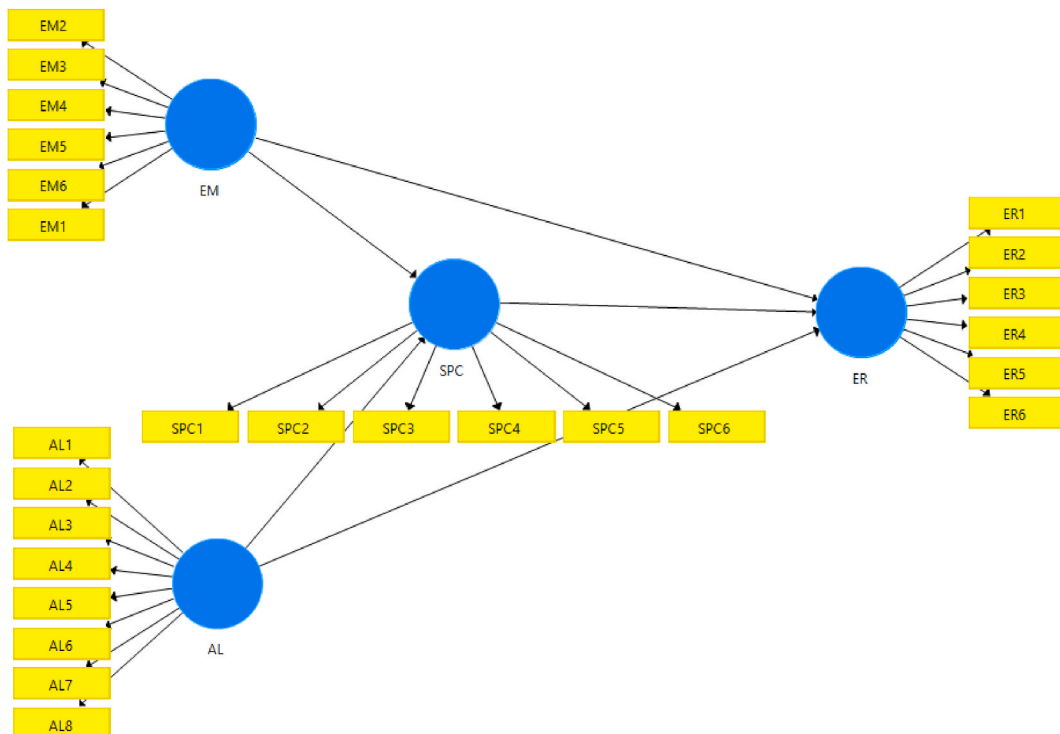 EM2
EM3
EM4
EM5
EM6
EM1
EM
ER1
ER2
ER3
ER4
ER5
ER6
ER
SPC
SPC1 SPC2 SPC3 SPC4 SPC5 SPC6
AL1
AL2
AL3
AL4
AL5
AL6
AL7
AL8
AL